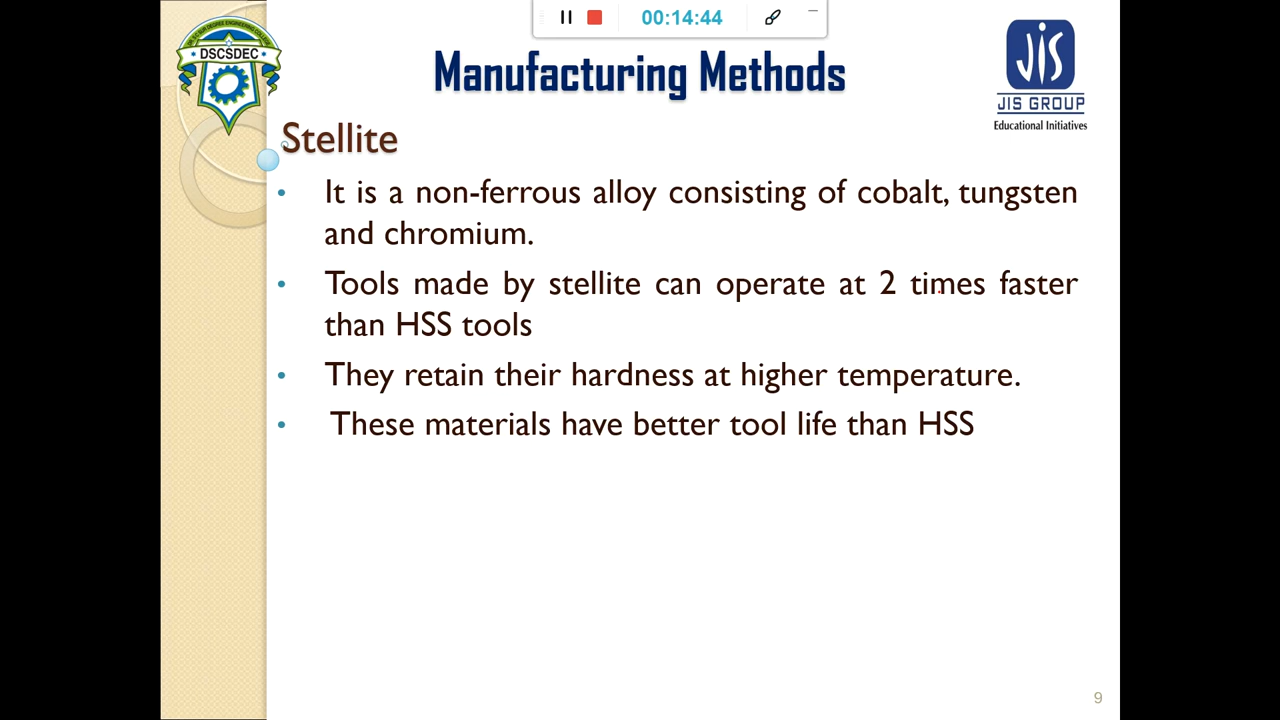 00:14:44
DSCSDEC
Manufacturing Methods
JIS
JIS GROUP
Educational Initiatives
Stellite
• It is a non-ferrous alloy consisting of cobalt, tungsten
and chromium.
• Tools made by stellite can operate at 2 times faster
than HSS tools
• They retain their hardness at higher temperature.
• These materials have better tool life than HSS
9